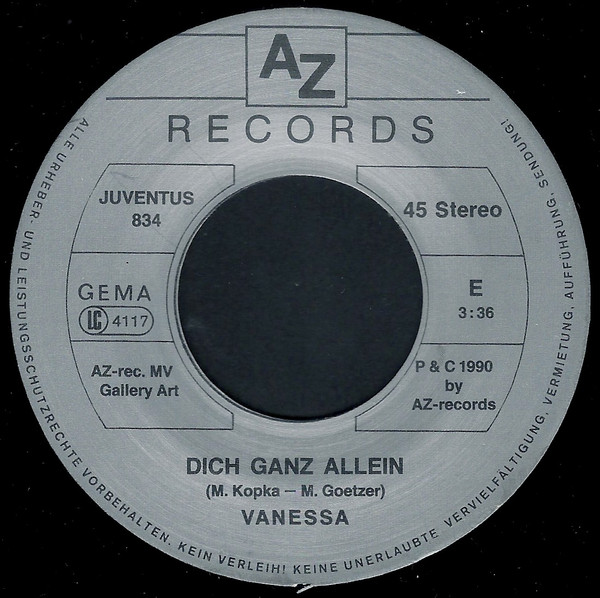 AZ
RECORDS
JUVENTUS
834
45 Stereo
GEMA
LC 4117
E
3:36
AZ-rec. MV
Gallery Art
P & C 1990
by
AZ-records
DICH GANZ ALLEIN
(M. Kopka — M. Goetzer)
VANESSA
ALLE URHEBER- UND LEISTUNGSSCHUTZRECHTE VORBEHALTEN. KEIN VERLEIH! KEINE UNERLAUBTE VERVIELFÄLTIGUNG, VERMIETUNG, AUFFÜHRUNG, SENDUNG!